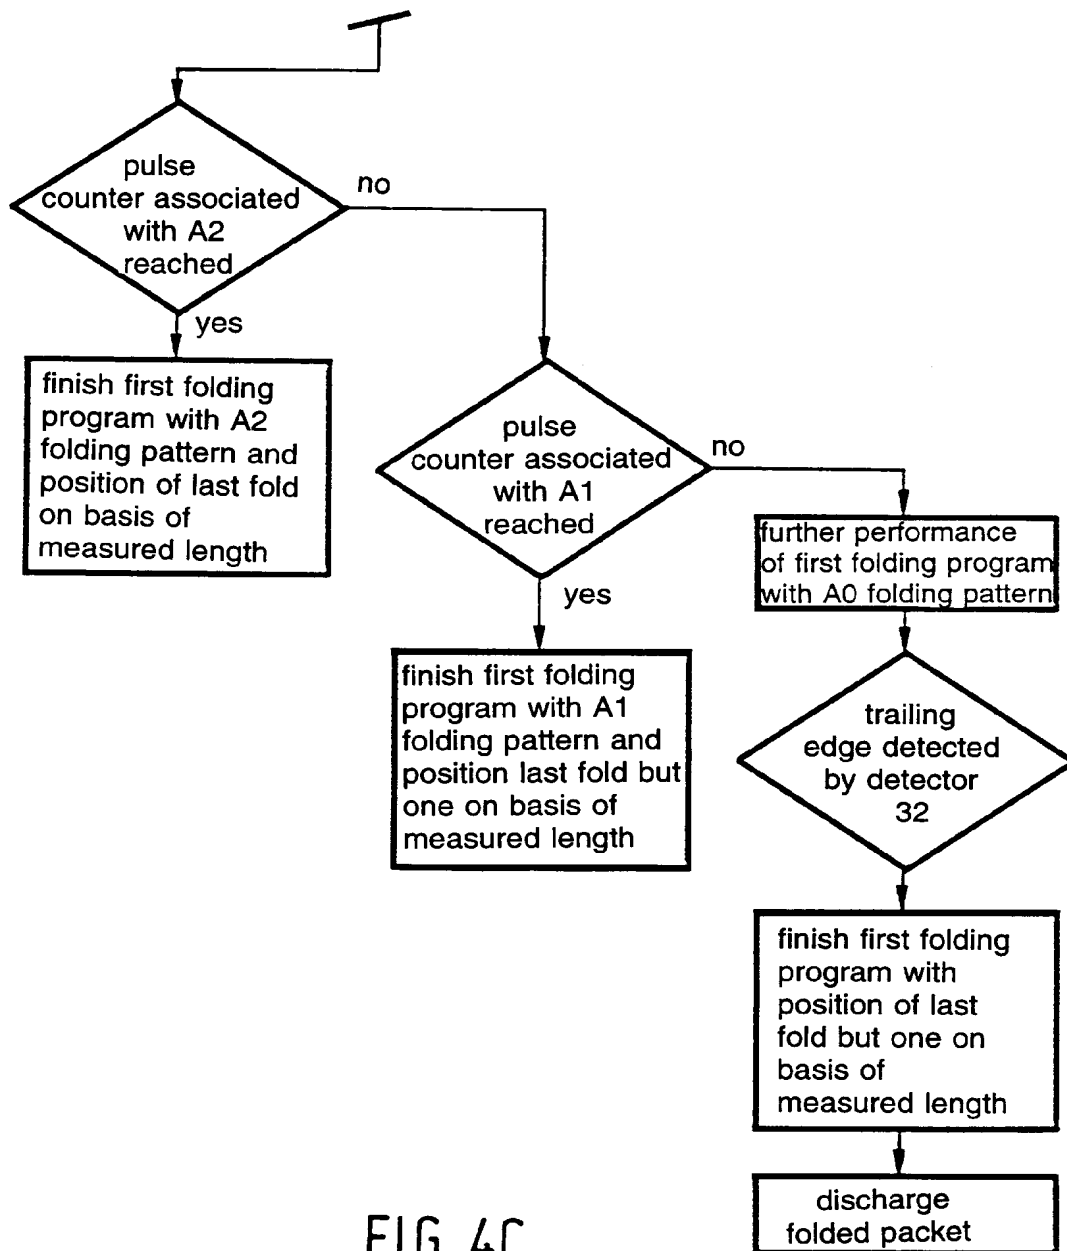 pulse
counter associated
with A2
reached
no
yes
finish first folding
program with A2
folding pattern and
position of last fold
on basis of
measured length
pulse
counter associated
with A1
reached
no
yes
finish first folding
program with A1
folding pattern and
position last fold but
one on basis of
measured length
further performance
of first folding program
with A0 folding pattern
trailing
edge detected
by detector
32
finish first folding
program with
position of last
fold but one on
basis of
measured length
discharge
folded packet
FIG. 4C